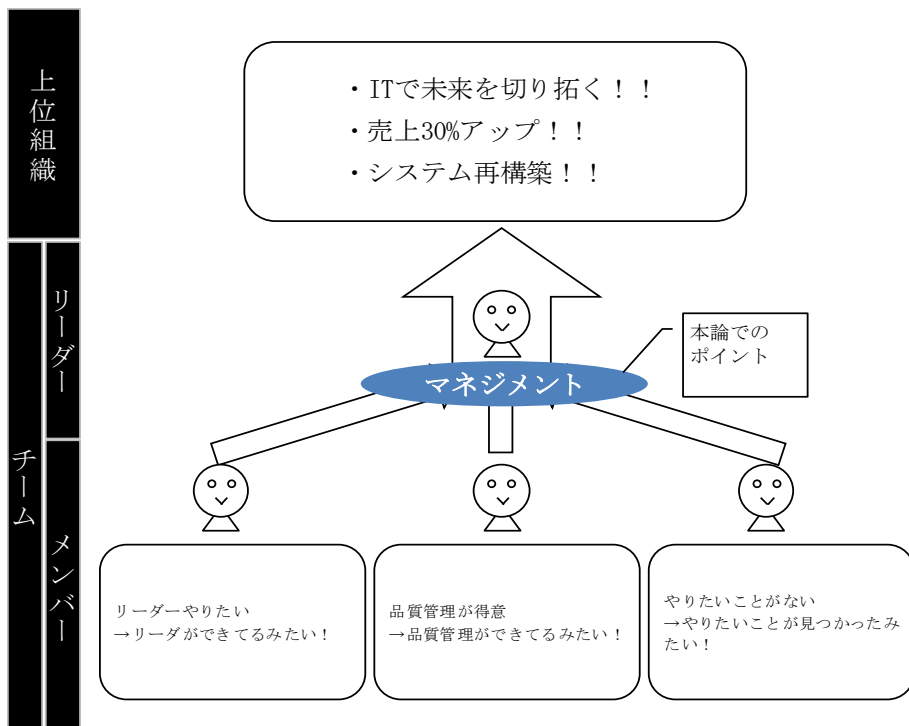 上位組織
・ITで未来を切り拓く！！
・売上30%アップ！！
・システム再構築！！
チーム
リーダー
マネジメント
本論での
ポイント
メンバー
リーダーやりたい
→リーダができてるみたい！
品質管理が得意
→品質管理ができてるみたい！
やりたいことがない
→やりたいことが見つかったみ
たい！